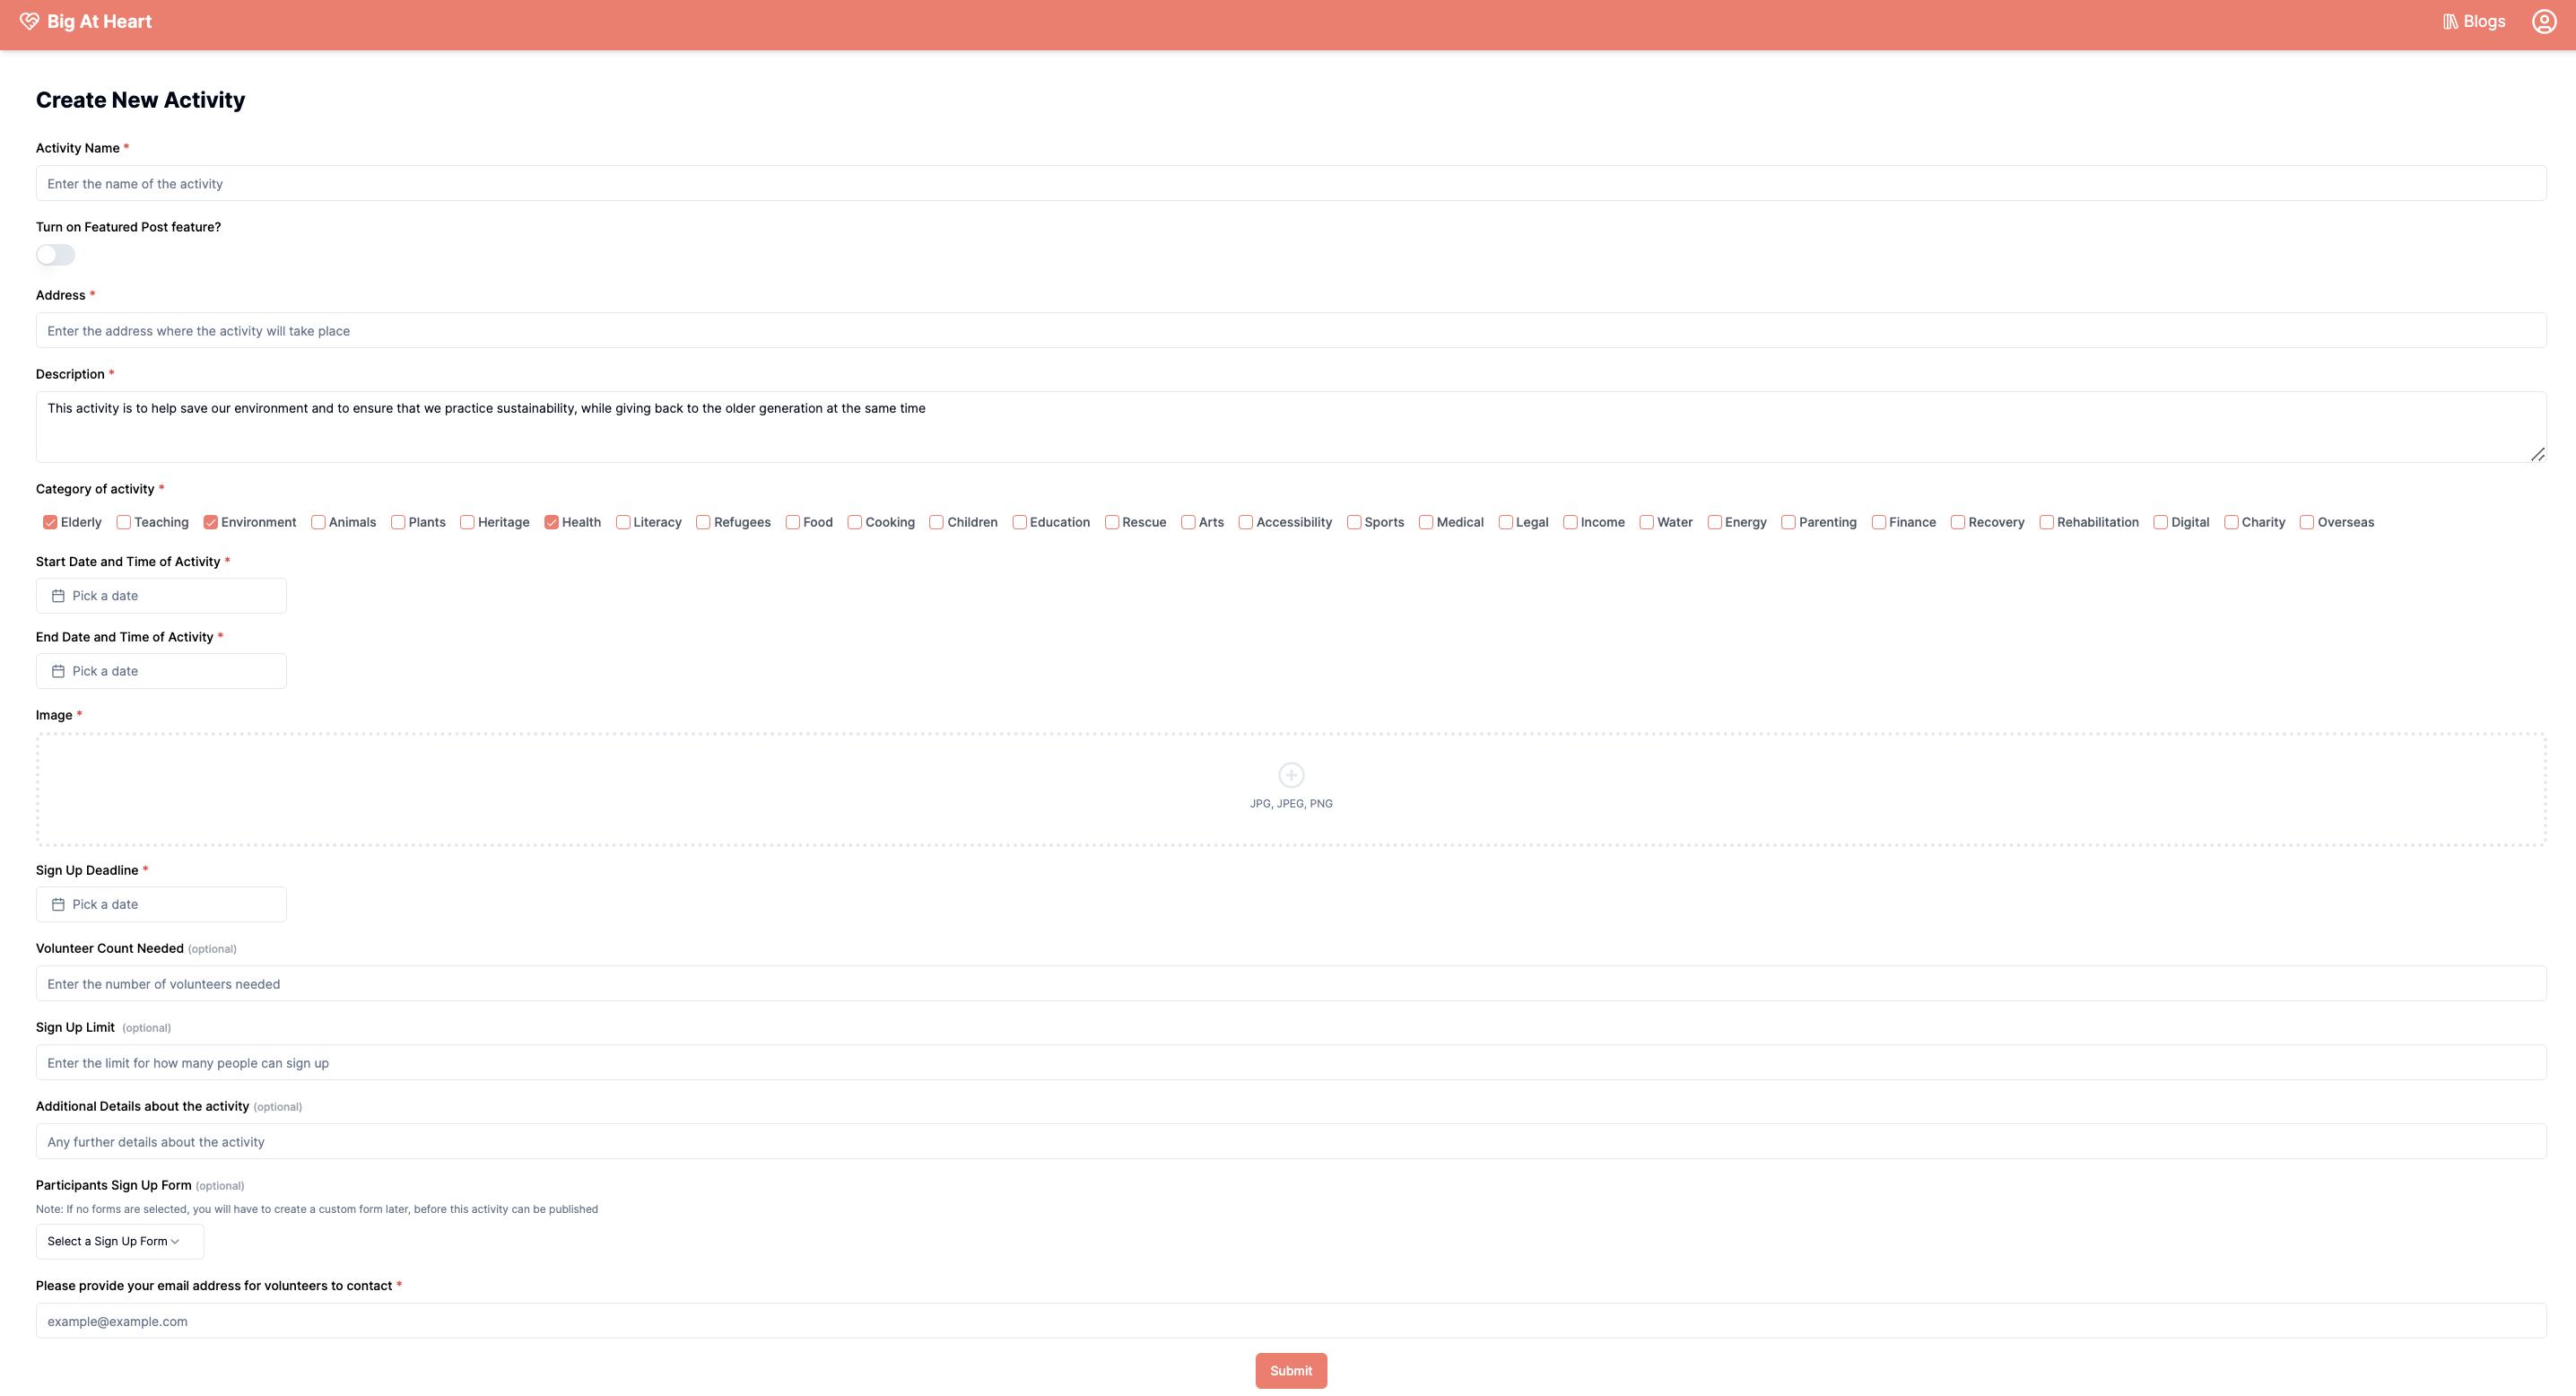 Big At Heart
Blogs
Create New Activity
Activity Name *
Enter the name of the activity
Turn on Featured Post feature?
Address *
Enter the address where the activity will take place
Description *
This activity is to help save our environment and to ensure that we practice sustainability, while giving back to the older generation at the same time
Category of activity *
Elderly Teaching Environment Animals Plants Heritage Health Literacy Refugees Food Cooking Children Education Rescue Arts Accessibility Sports Medical Legal Income Water Energy Parenting Finance Recovery Rehabilitation Digital Charity Overseas
Start Date and Time of Activity *
Pick a date
End Date and Time of Activity *
Pick a date
Image *
JPG, JPEG, PNG
Sign Up Deadline *
Pick a date
Volunteer Count Needed (optional)
Enter the number of volunteers needed
Sign Up Limit (optional)
Enter the limit for how many people can sign up
Additional Details about the activity (optional)
Any further details about the activity
Participants Sign Up Form (optional)
Note: If no forms are selected, you will have to create a custom form later, before this activity can be published
Select a Sign Up Form
Please provide your email address for volunteers to contact *
example@example.com
Submit